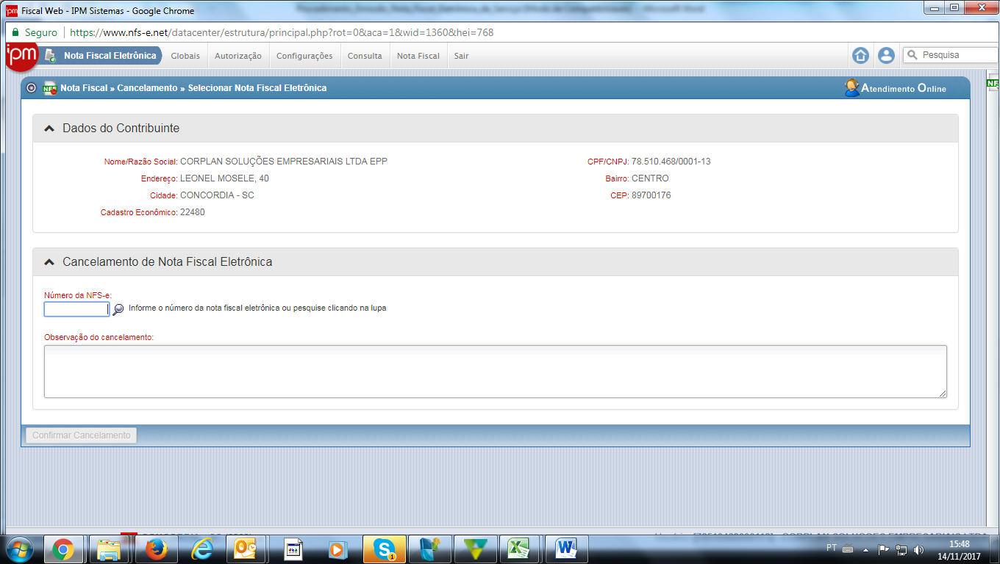 Fiscal Web - IPM Sistemas - Google Chrome
Seguro https://www.nfs-e.net/datacenter/estrutura/principal.php?rot=0&aca=1&wid=1360&hei=768
ipm Nota Fiscal Eletrônica Globais Autorização Configurações Consulta Nota Fiscal Sair Pesquisa
Nota Fiscal » Cancelamento » Selecionar Nota Fiscal Eletrônica Atendimento Online
Dados do Contribuinte
Nome/Razão Social: CORPLAN SOLUÇÕES EMPRESARIAIS LTDA EPP CPF/CNPJ: 78.510.468/0001-13
Endereço: LEONEL MOSELE, 40 Bairro: CENTRO
Cidade: CONCORDIA - SC CEP: 89700176
Cadastro Econômico: 22480
Cancelamento de Nota Fiscal Eletrônica
Número da NFS-e:
Informe o número da nota fiscal eletrônica ou pesquise clicando na lupa
Observação do cancelamento:
Confirmar Cancelamento
PT 15:48
14/11/2017